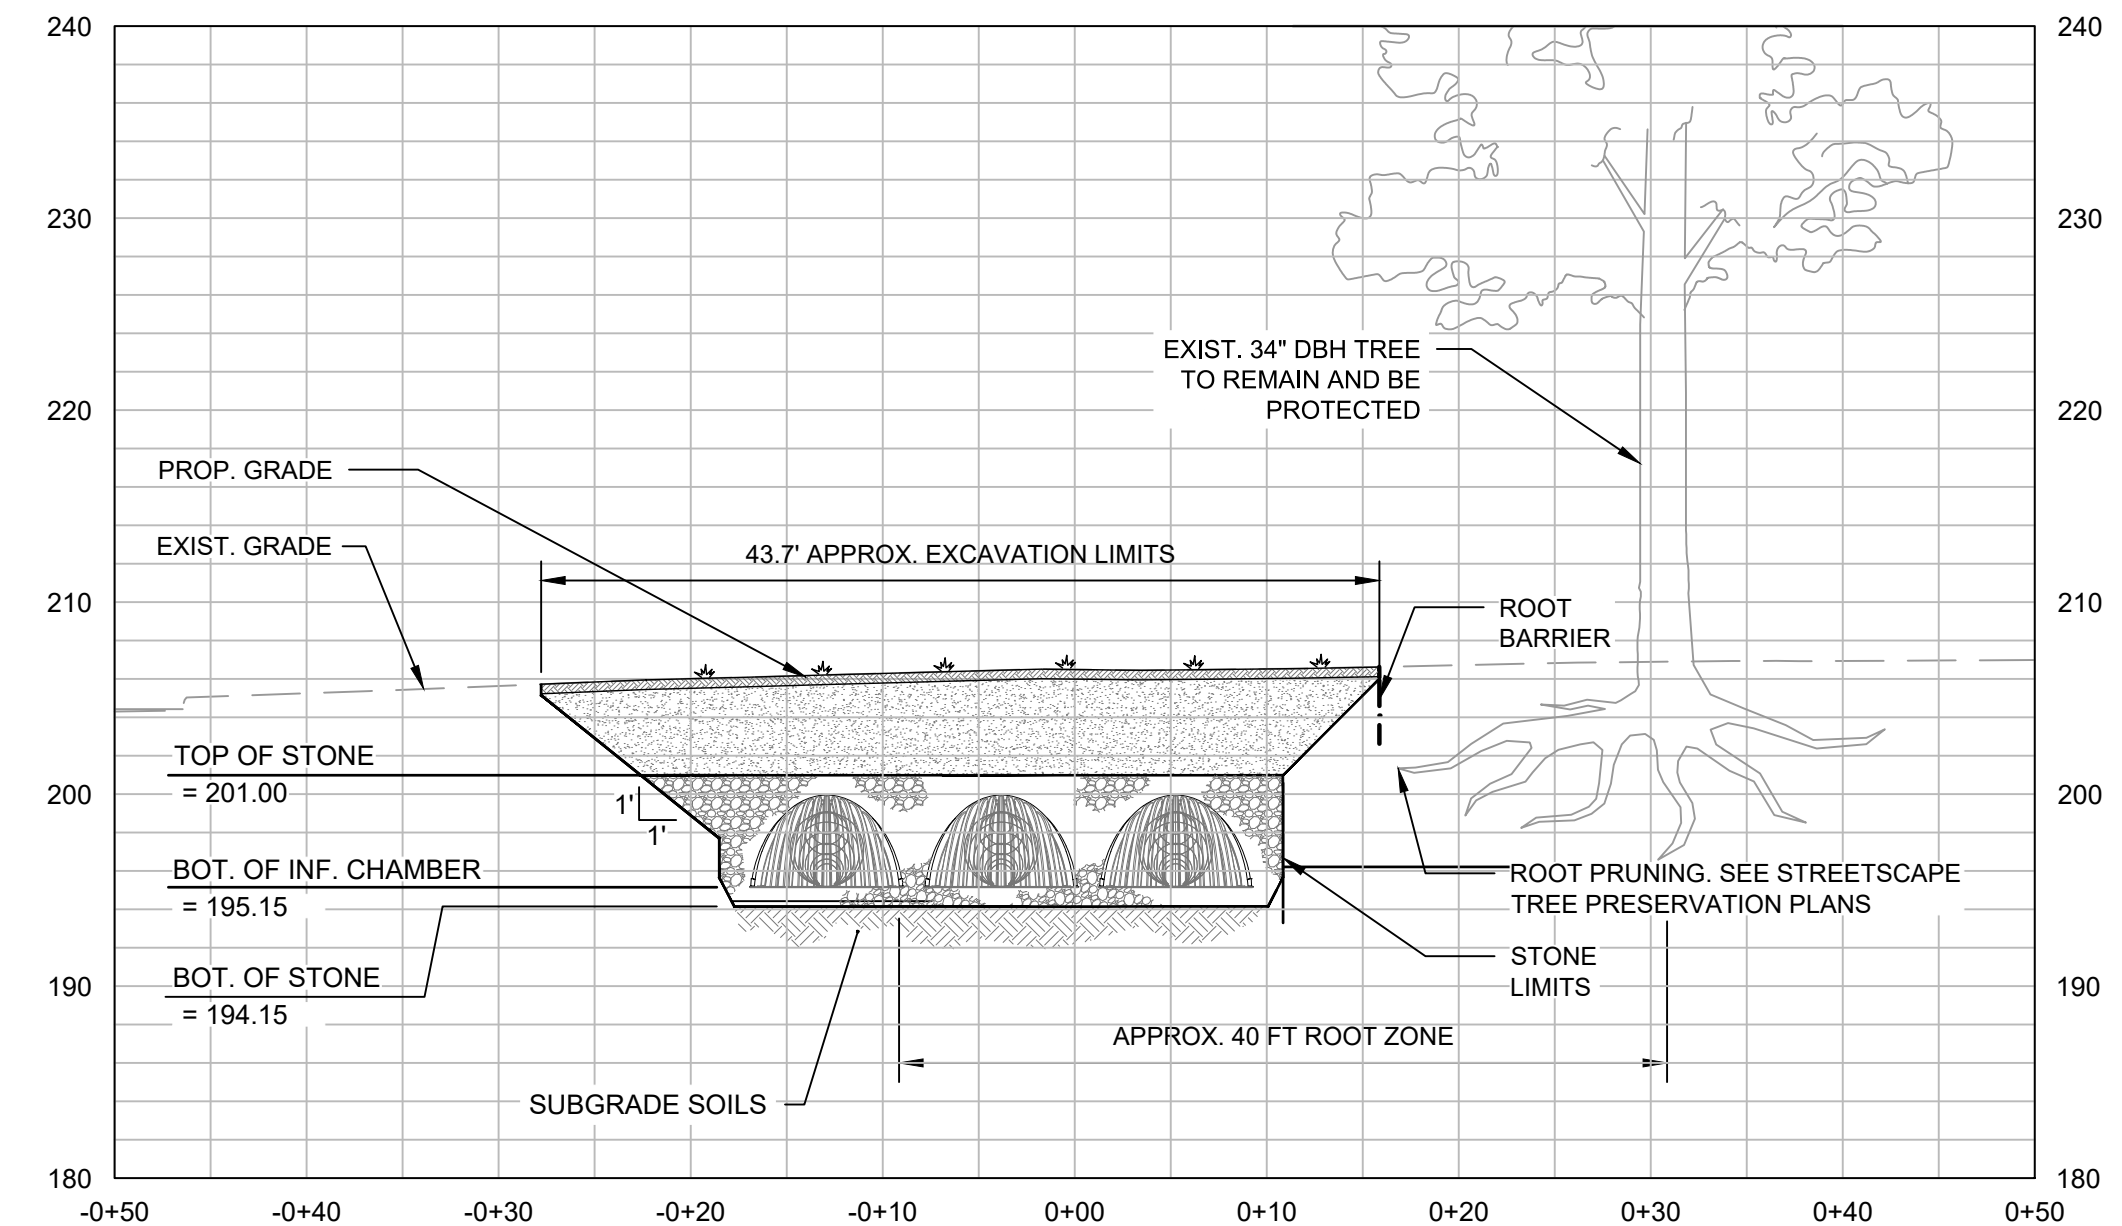 240
240
230
230
EXIST. 34" DBH TREE
TO REMAIN AND BE
PROTECTED
220
220
PROP. GRADE
EXIST. GRADE
43.7' APPROX. EXCAVATION LIMITS
210
210
ROOT
BARRIER
TOP OF STONE
= 201.00
200
200
1'
1'
BOT. OF INF. CHAMBER
= 195.15
ROOT PRUNING. SEE STREETSCAPE
TREE PRESERVATION PLANS
STONE
LIMITS
BOT. OF STONE
= 194.15
190
190
APPROX. 40 FT ROOT ZONE
SUBGRADE SOILS
180
180
-0+50
-0+40
-0+30
-0+20
-0+10
0+00
0+10
0+20
0+30
0+40
0+50